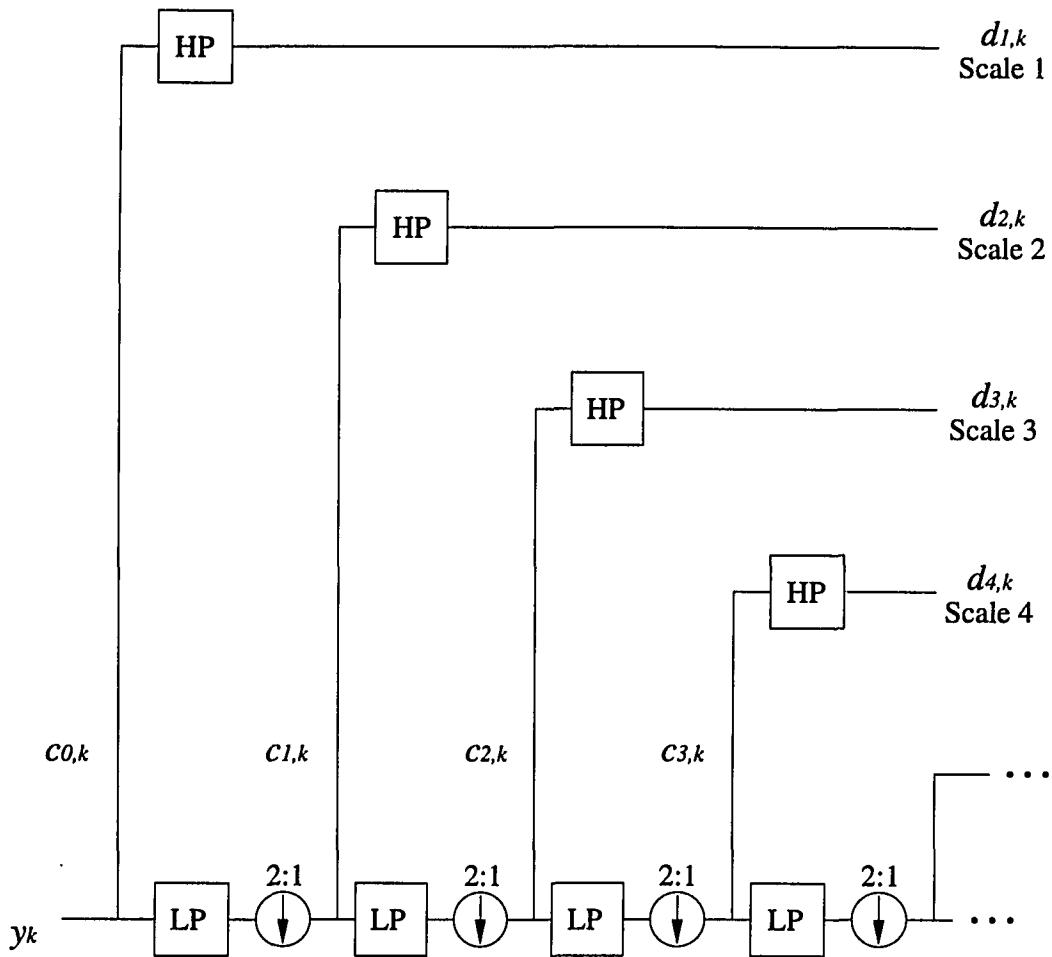 HP
d1,k
Scale 1
HP
d2,k
Scale 2
HP
d3,k
Scale 3
HP
d4,k
Scale 4
C0,k
C1,k
C2,k
C3,k
2:1
2:1
2:1
2:1
yk
LP
LP
LP
LP